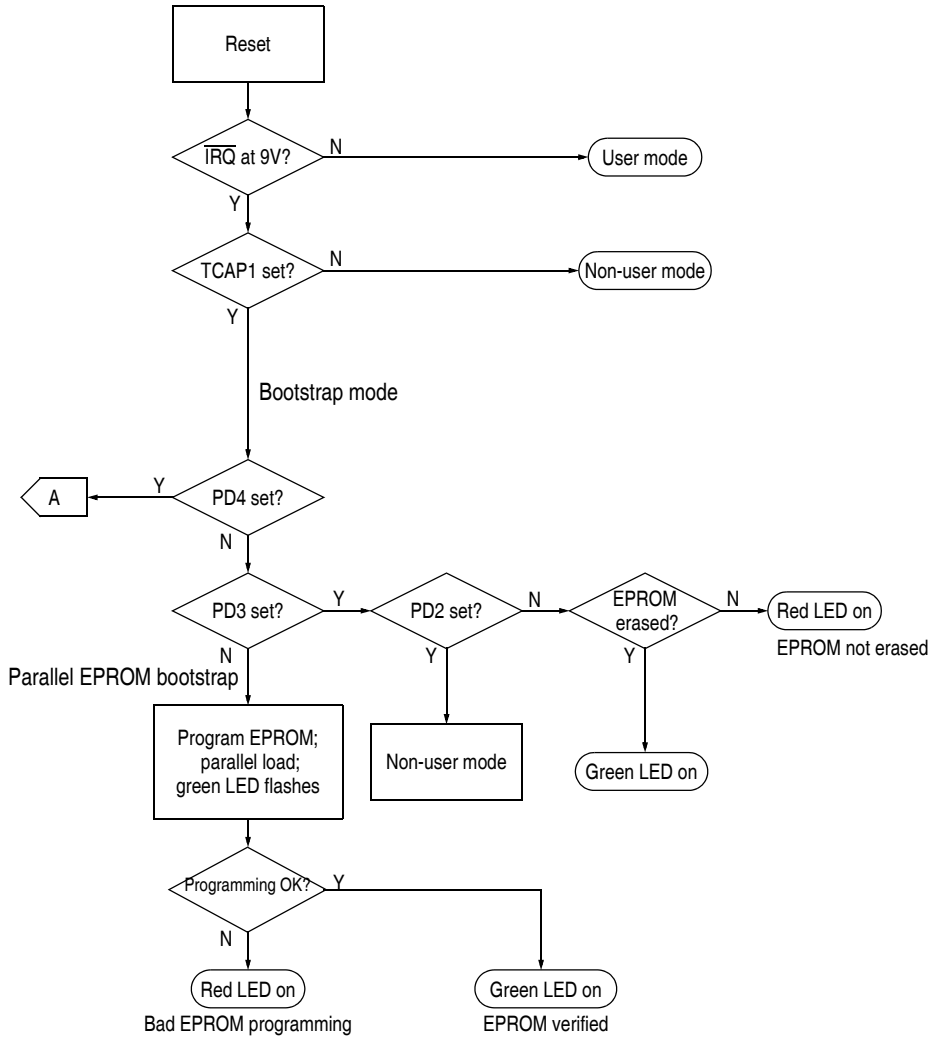 Reset
IRQ at 9V?
N
User mode
Y
TCAP1 set?
N
Non-user mode
Y
Bootstrap mode
A
Y
PD4 set?
N
PD3 set?
Y
PD2 set?
N
EPROM
erased?
N
Red LED on
EPROM not erased
N
Y
Y
Parallel EPROM bootstrap
Program EPROM;
parallel load;
green LED flashes
Non-user mode
Green LED on
Programming OK?
Y
N
Red LED on
Bad EPROM programming
Green LED on
EPROM verified